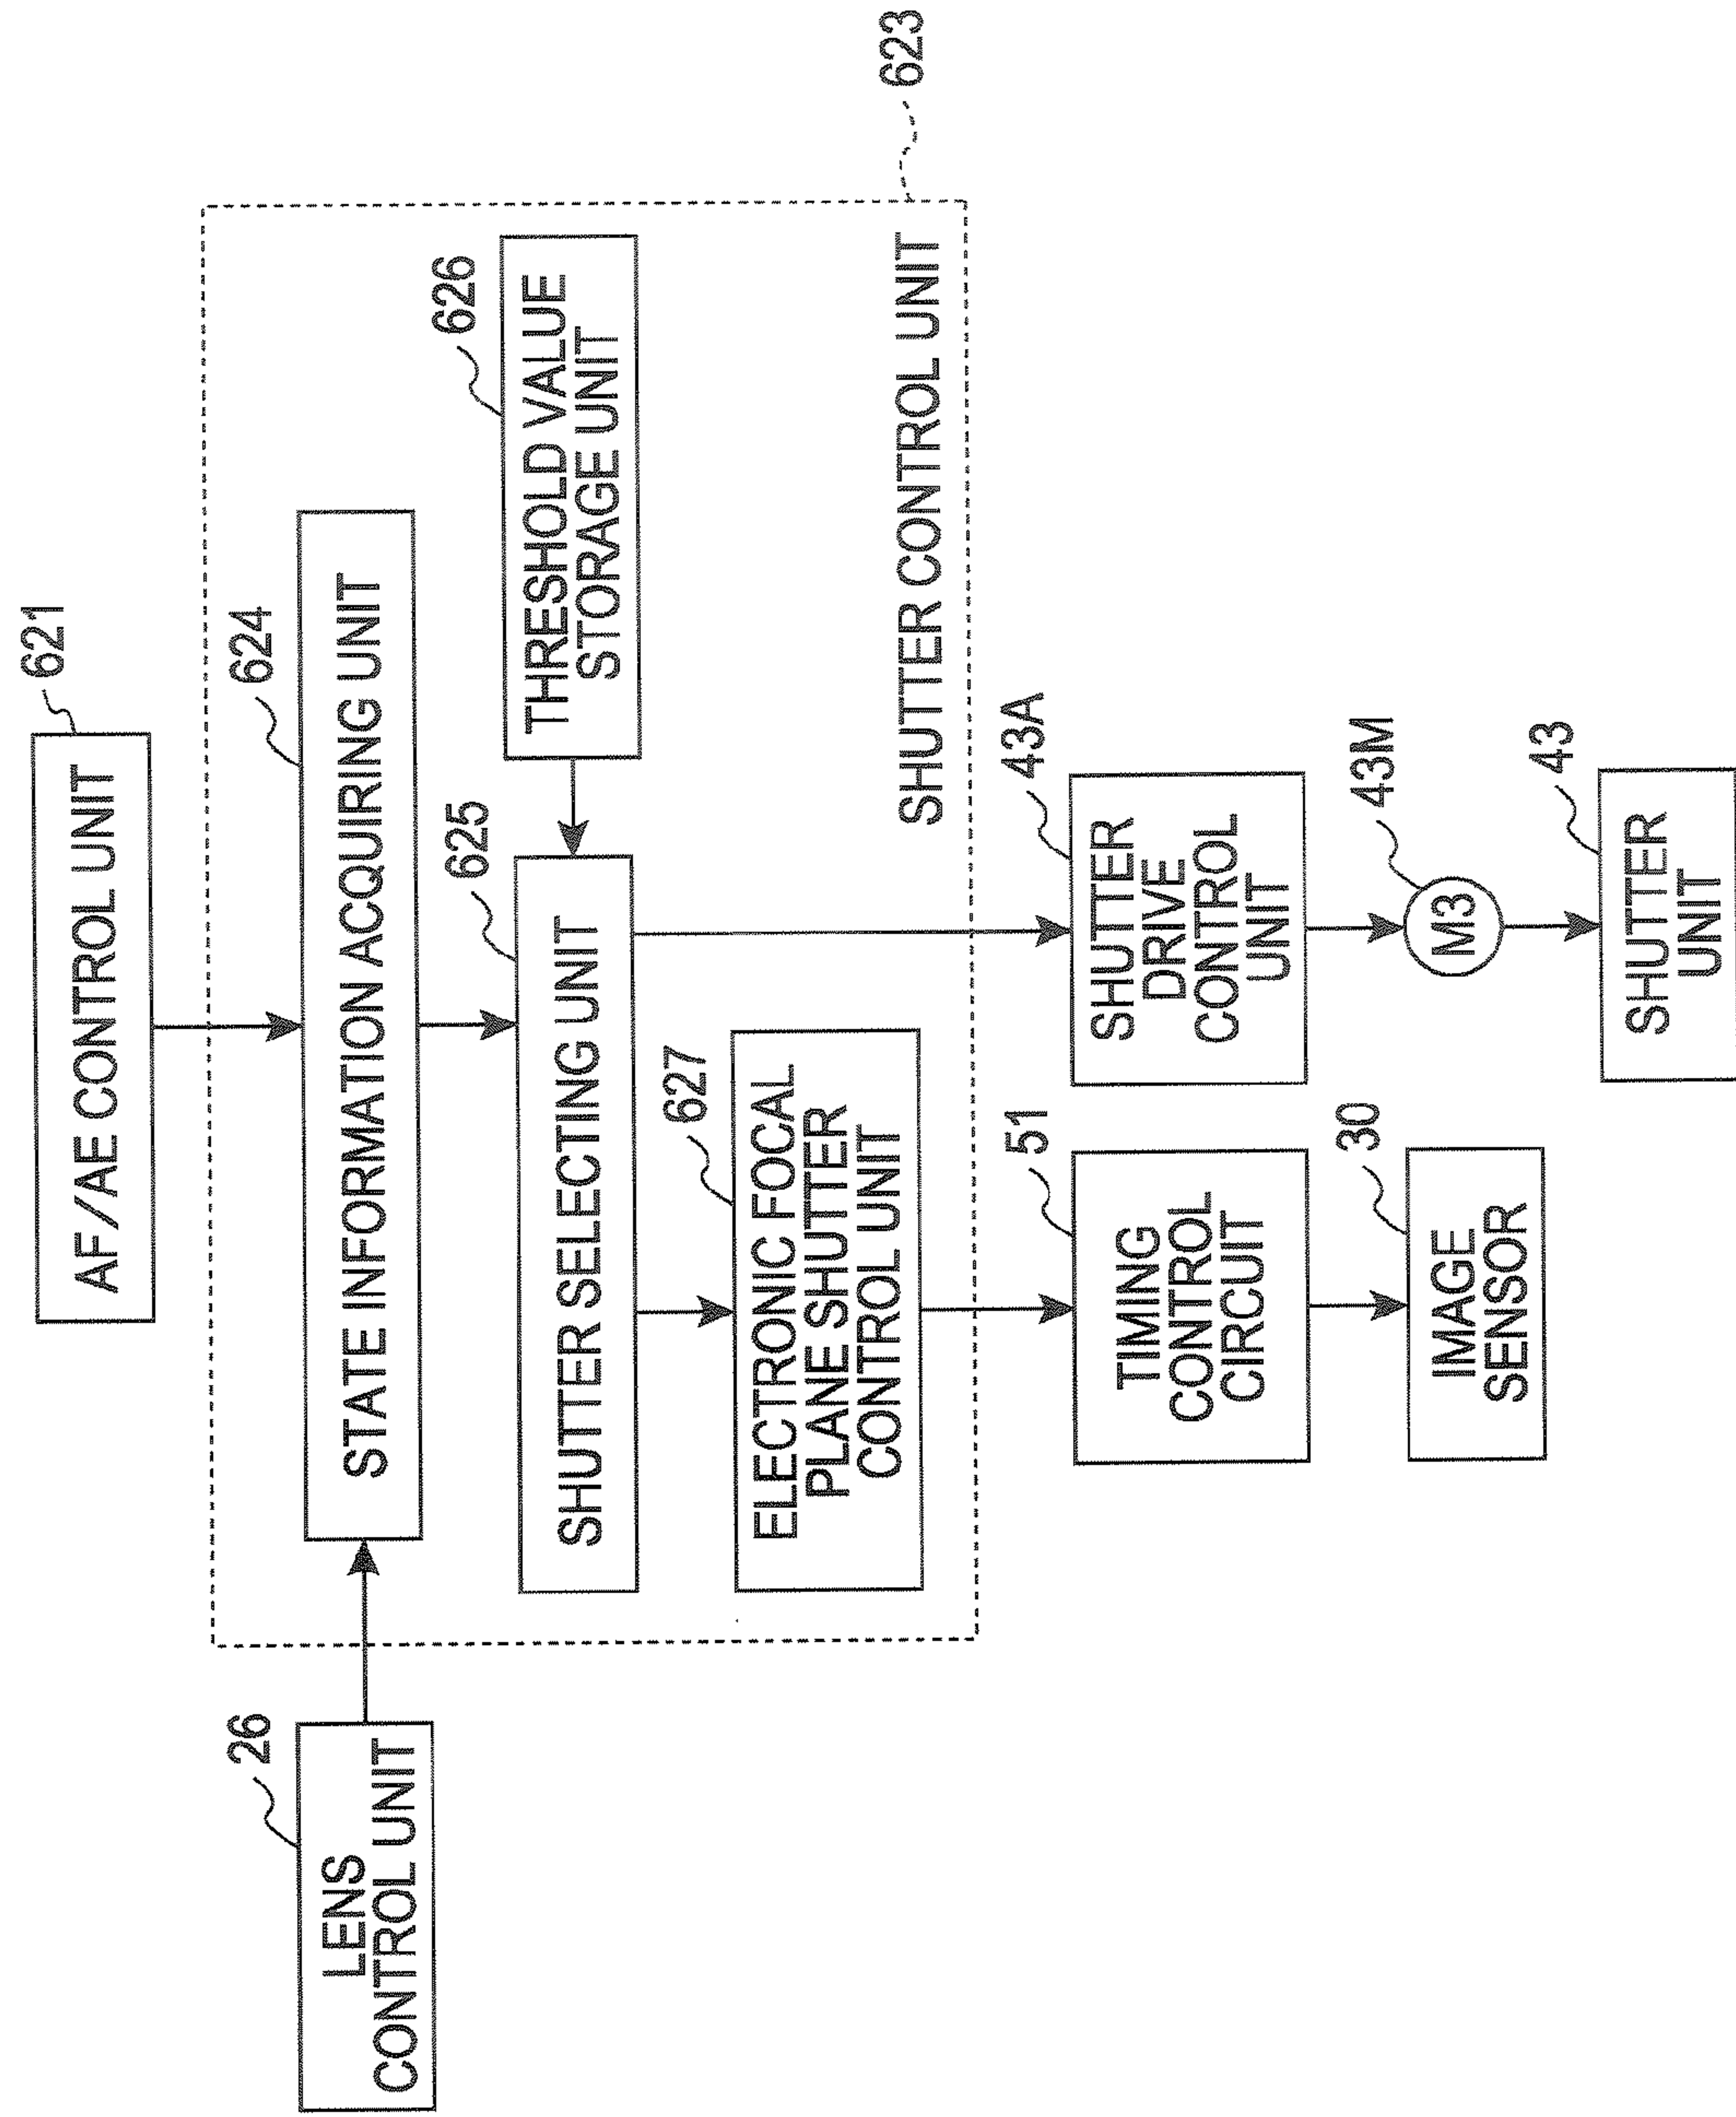 621
AF/AE CONTROL UNIT
26
LENS
CONTROL UNIT
624
STATE INFORMATION ACQUIRING UNIT
623
625
SHUTTER SELECTING UNIT
626
THRESHOLD VALUE
STORAGE UNIT
627
ELECTRONIC FOCAL
PLANE SHUTTER
CONTROL UNIT
SHUTTER CONTROL UNIT
51
TIMING
CONTROL
CIRCUIT
43A
SHUTTER
DRIVE
CONTROL
UNIT
30
IMAGE
SENSOR
43M
M3
43
SHUTTER
UNIT